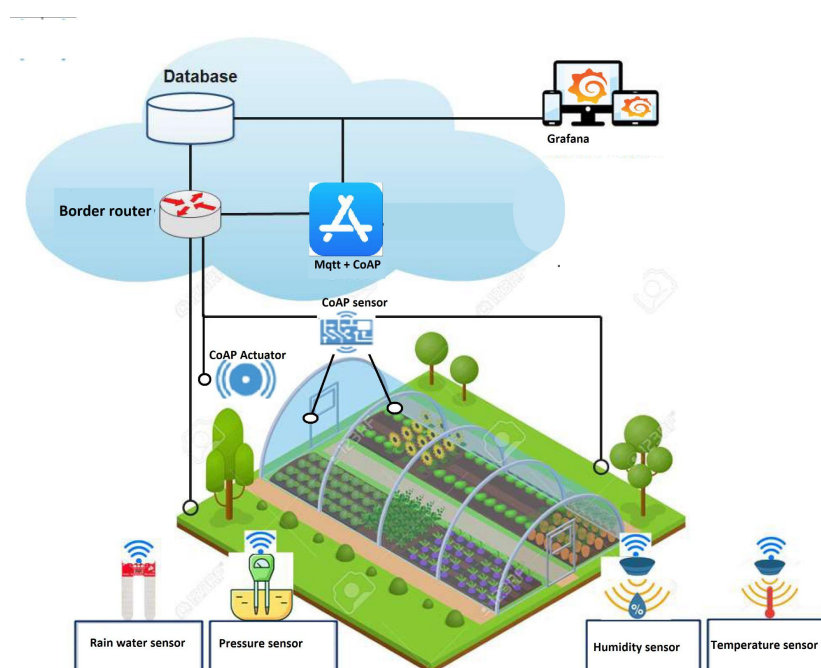 Database
Grafana
Border router
Mqtt + CoAP
CoAP sensor
CoAP Actuator
Rain water sensor
Pressure sensor
%
Humidity sensor
Temperature sensor